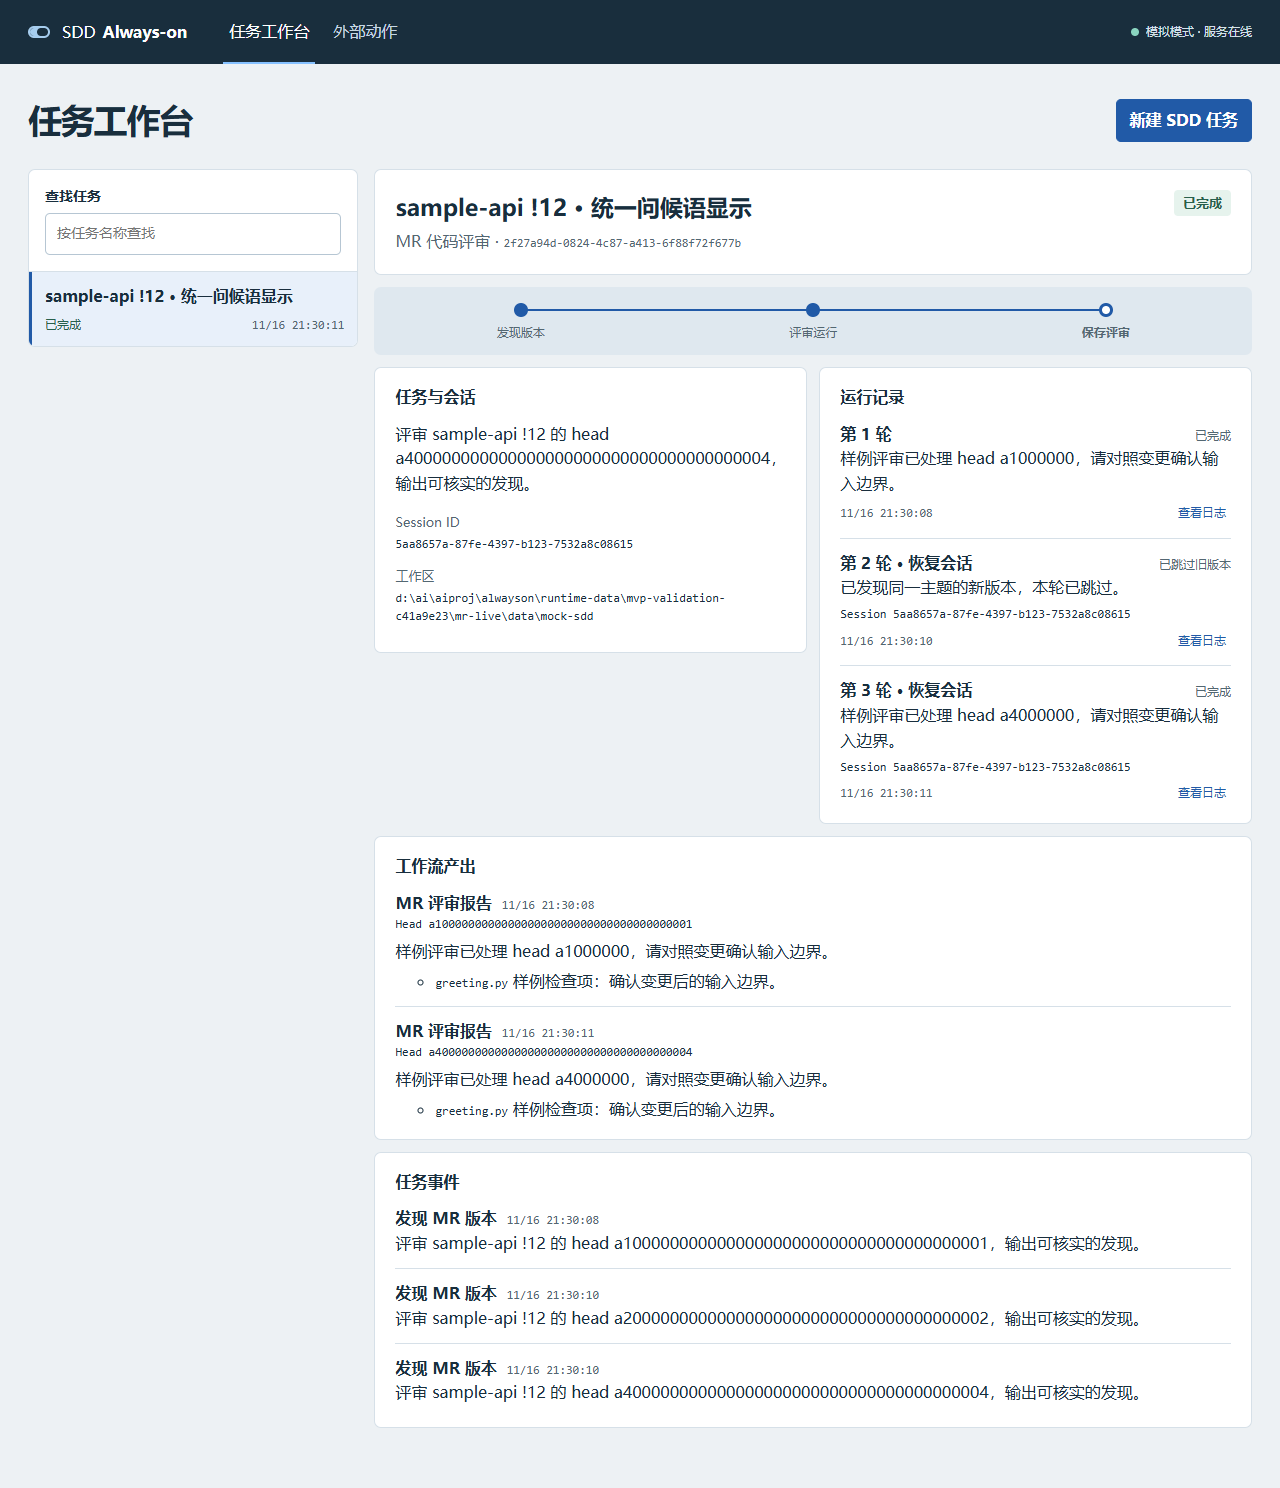 SDD Always-on
任务工作台
外部动作
模拟模式 · 服务在线
任务工作台
新建 SDD 任务
查找任务
按任务名称查找
sample-api !12 • 统一问候语显示
已完成
11/16 21:30:11
sample-api !12 • 统一问候语显示
已完成
MR 代码评审 · 2f27a94d-0824-4c87-a413-6f88f72f677b
发现版本
评审运行
保存评审
任务与会话
评审 sample-api !12 的 head
a400000000000000000000000000000000000004，
输出可核实的发现。
Session ID
5aa8657a-87fe-4397-b123-7532a8c08615
工作区
d:\ai\aiproj\alwayson\runtime-data\mvp-validation-
c41a9e23\mr-live\data\mock-sdd
运行记录
第 1 轮
已完成
样例评审已处理 head a1000000，请对照变更确认输
入边界。
11/16 21:30:08
查看日志
第 2 轮 • 恢复会话
已跳过旧版本
已发现同一主题的新版本，本轮已跳过。
Session 5aa8657a-87fe-4397-b123-7532a8c08615
11/16 21:30:10
查看日志
第 3 轮 • 恢复会话
已完成
样例评审已处理 head a4000000，请对照变更确认输
入边界。
Session 5aa8657a-87fe-4397-b123-7532a8c08615
11/16 21:30:11
查看日志
工作流产出
MR 评审报告 11/16 21:30:08
Head a100000000000000000000000000000000000001
样例评审已处理 head a1000000，请对照变更确认输入边界。
greeting.py 样例检查项：确认变更后的输入边界。
MR 评审报告 11/16 21:30:11
Head a400000000000000000000000000000000000004
样例评审已处理 head a4000000，请对照变更确认输入边界。
greeting.py 样例检查项：确认变更后的输入边界。
任务事件
发现 MR 版本 11/16 21:30:08
评审 sample-api !12 的 head a100000000000000000000000000000000000001，输出可核实的发现。
发现 MR 版本 11/16 21:30:10
评审 sample-api !12 的 head a200000000000000000000000000000000000002，输出可核实的发现。
发现 MR 版本 11/16 21:30:10
评审 sample-api !12 的 head a400000000000000000000000000000000000004，输出可核实的发现。